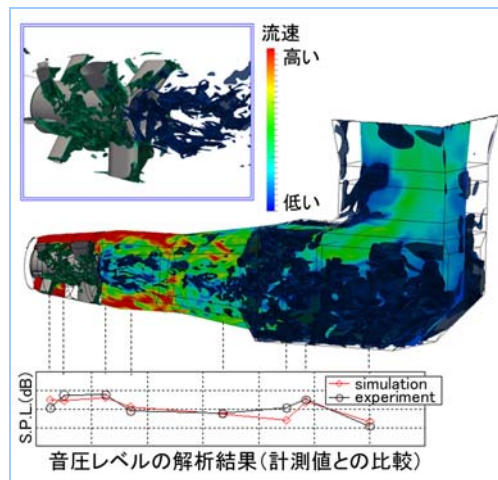 流速
高い
低い
S.P.L.(dB)
simulation
experiment
音圧レベルの解析結果(計測値との比較)